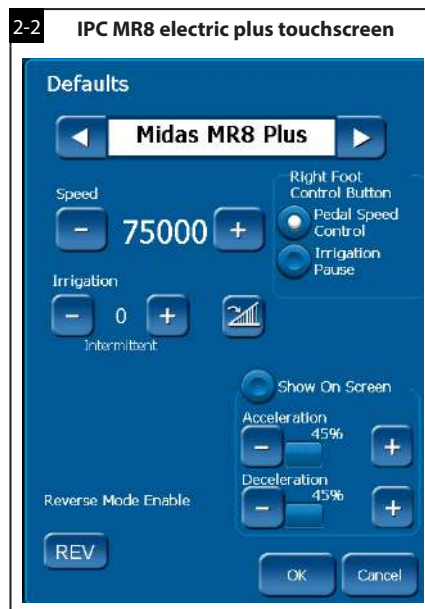 2-2 IPC MR8 electric plus touchscreen
Defaults
Midas MR8 Plus
Right Foot
Control Button
Speed
- 75000 +
Pedal Speed
Control
Irrigation
Pause
Irrigation
- 0 +
Intermittent
Show On Screen
Acceleration
45%
- +
Deceleration
45%
- +
Reverse Mode Enable
REV
OK Cancel